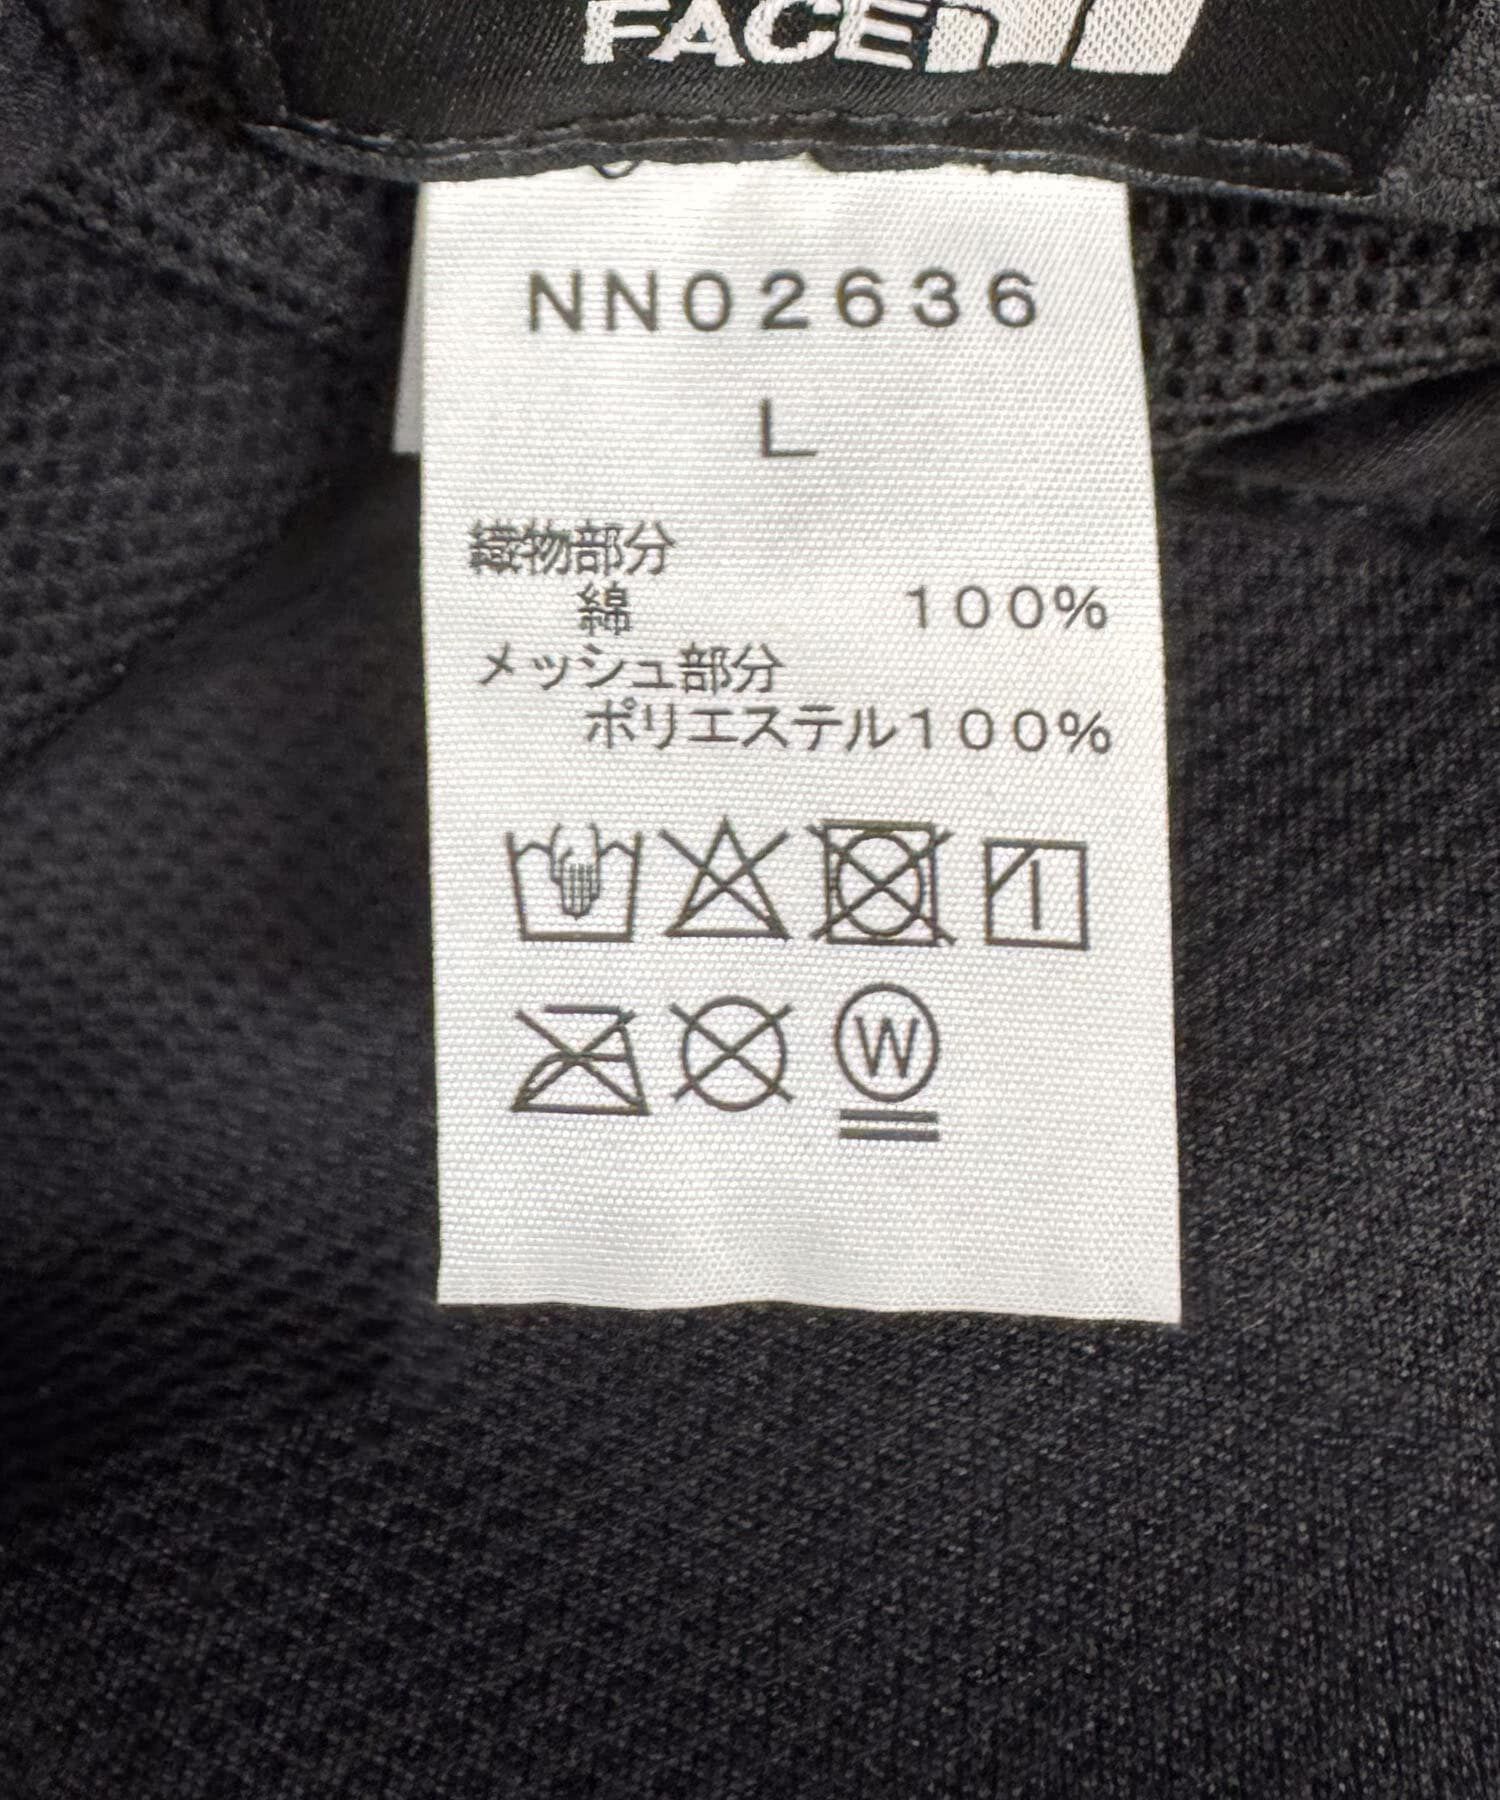 FACE
NN02636
L
織物部分
綿 100%
メッシュ部分
ポリエステル100%
W